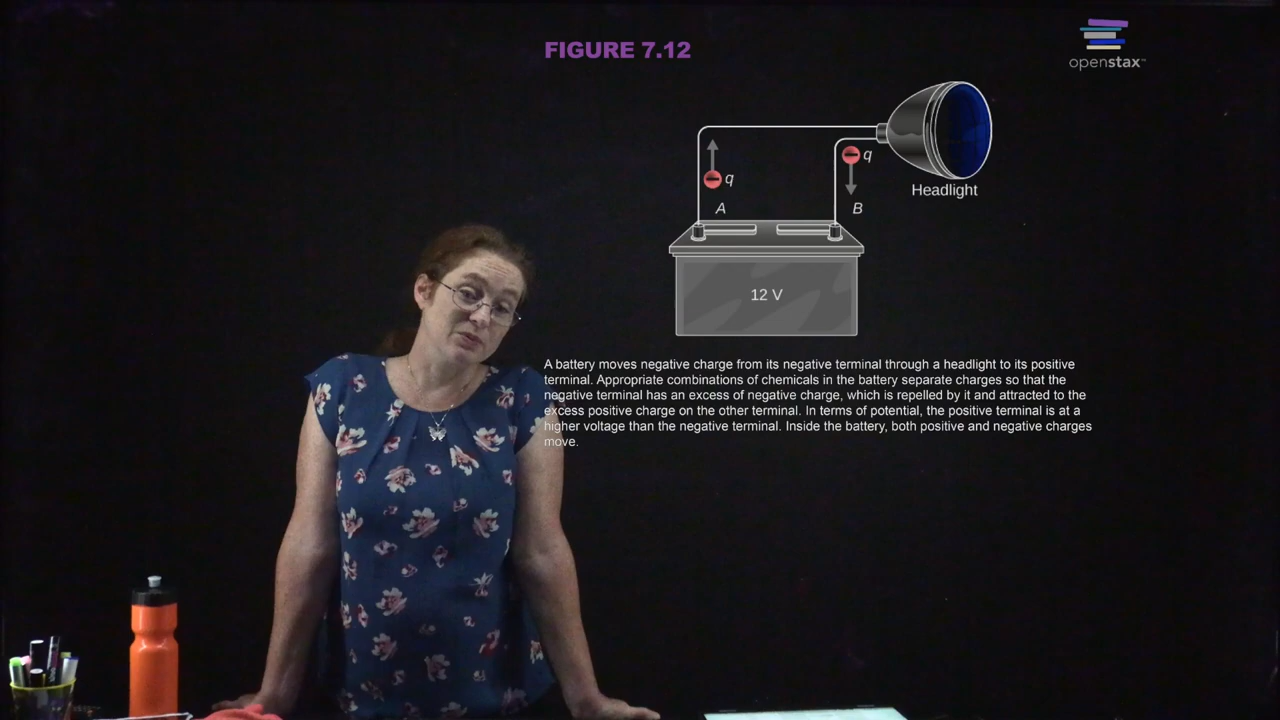 FIGURE 7.12
openstax™
q
q
A
B
Headlight
12 V
A battery moves negative charge from its negative terminal through a headlight to its positive
terminal. Appropriate combinations of chemicals in the battery separate charges so that the
negative terminal has an excess of negative charge, which is repelled by it and attracted to the
excess positive charge on the other terminal. In terms of potential, the positive terminal is at a
higher voltage than the negative terminal. Inside the battery, both positive and negative charges
move.